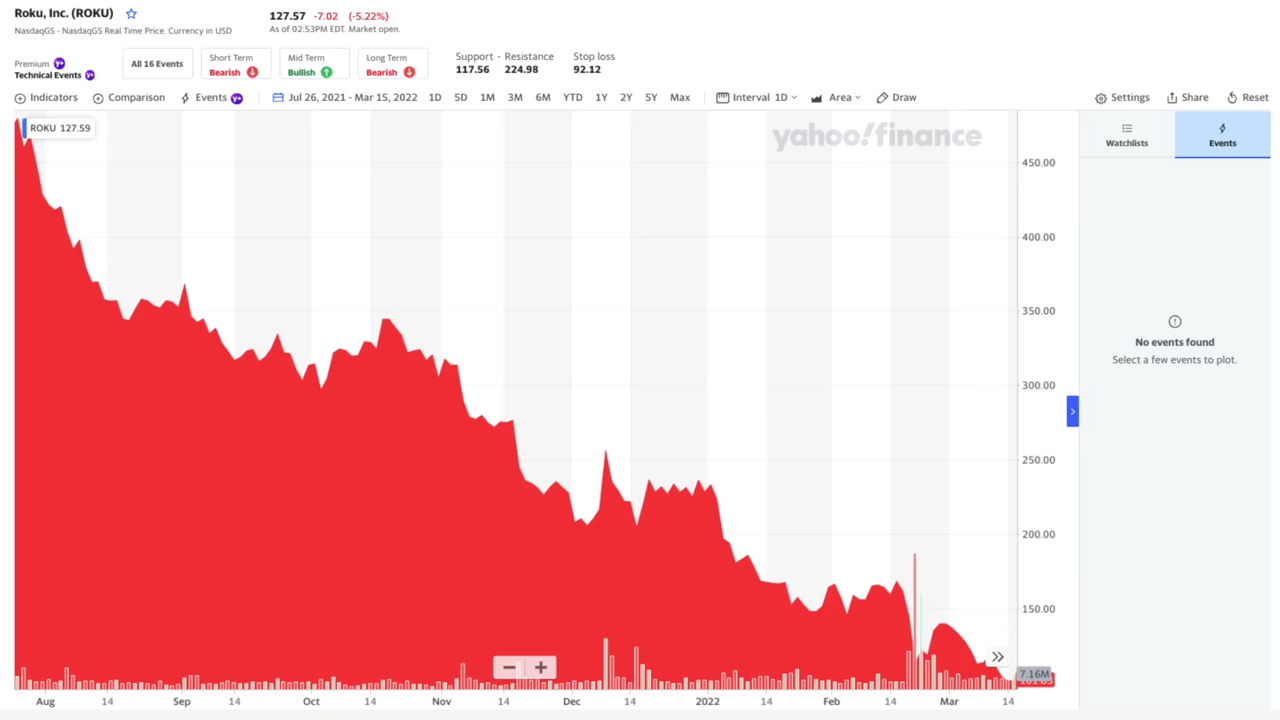 Roku, Inc. (ROKU)
127.57 -7.02 (-5.22%)
NasdaqGS - NasdaqGS Real Time Price. Currency in USD
As of 02:53PM EDT. Market open.
Premium Y+
Technical Events Y+
All 16 Events
Short Term
Bearish
Mid Term
Bullish
Long Term
Bearish
Support - Resistance
117.56 224.98
Stop loss
92.12
Indicators Comparison Events Y+ Jul 26, 2021 - Mar 15, 2022 1D 5D 1M 3M 6M YTD 1Y 2Y 5Y Max Interval 1D Area Draw Settings Share Reset
ROKU 127.59
yahoo!finance
Watchlists
Events
450.00
400.00
350.00
300.00
250.00
200.00
150.00
7.16M
No events found
Select a few events to plot.
Aug 14 Sep 14 Oct 14 Nov 14 Dec 14 2022 14 Feb 14 Mar 14